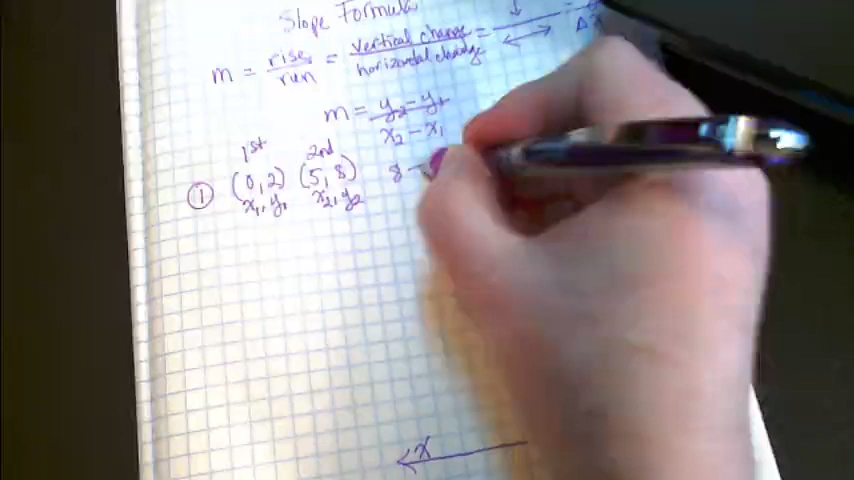 Slope Formula
m = rise/run = vertical change/horizontal change = Δx
m = y₂ - y₁/x₂ - x₁
1st 2nd
① (0, 2) (5, 8) 8 -
x₁, y₁ x₂, y₂
x